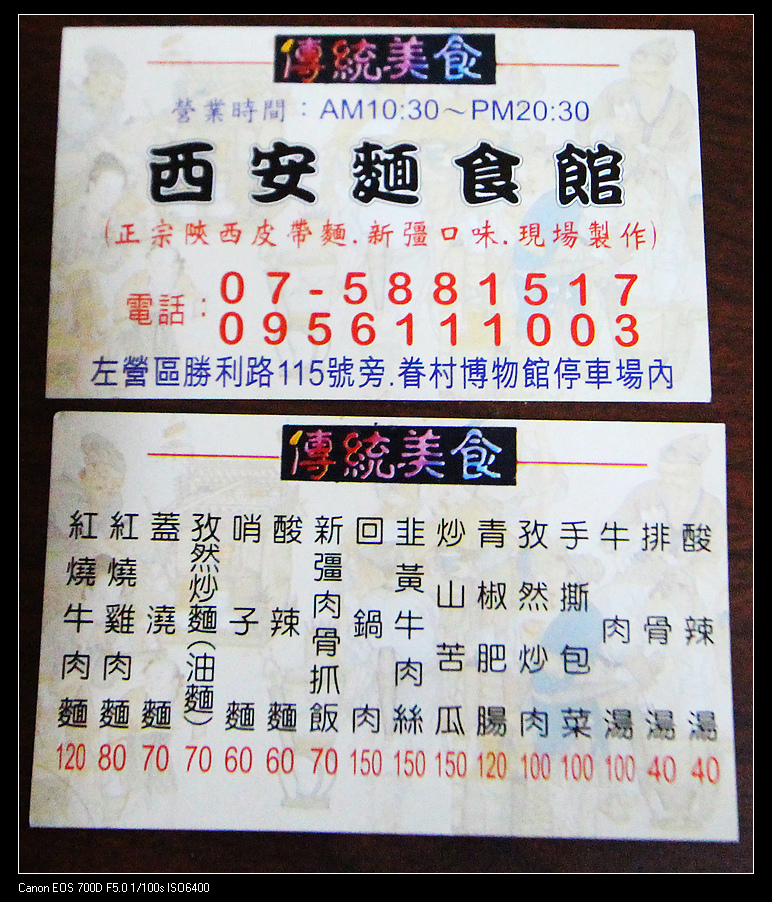 傳統美食
營業時間：AM10:30～PM20:30
西安麵食館
(正宗陝西皮帶麵.新疆口味.現場製作)
電話：
07-5881517
0956111003
左營區勝利路115號旁.眷村博物館停車場內
傳統美食
紅燒牛肉麵 120
紅燒雞肉麵 80
蓋澆麵 70
孜然炒麵(油麵) 70
哨子麵 60
酸辣麵 60
新疆肉骨抓飯 70
回鍋肉 150
韭黃牛肉絲 150
炒山苦瓜 150
青椒肥腸 120
孜然炒肉 100
手撕包菜 100
牛肉湯 100
排骨湯 40
酸辣湯 40
Canon EOS 700D F5.0 1/100s ISO6400